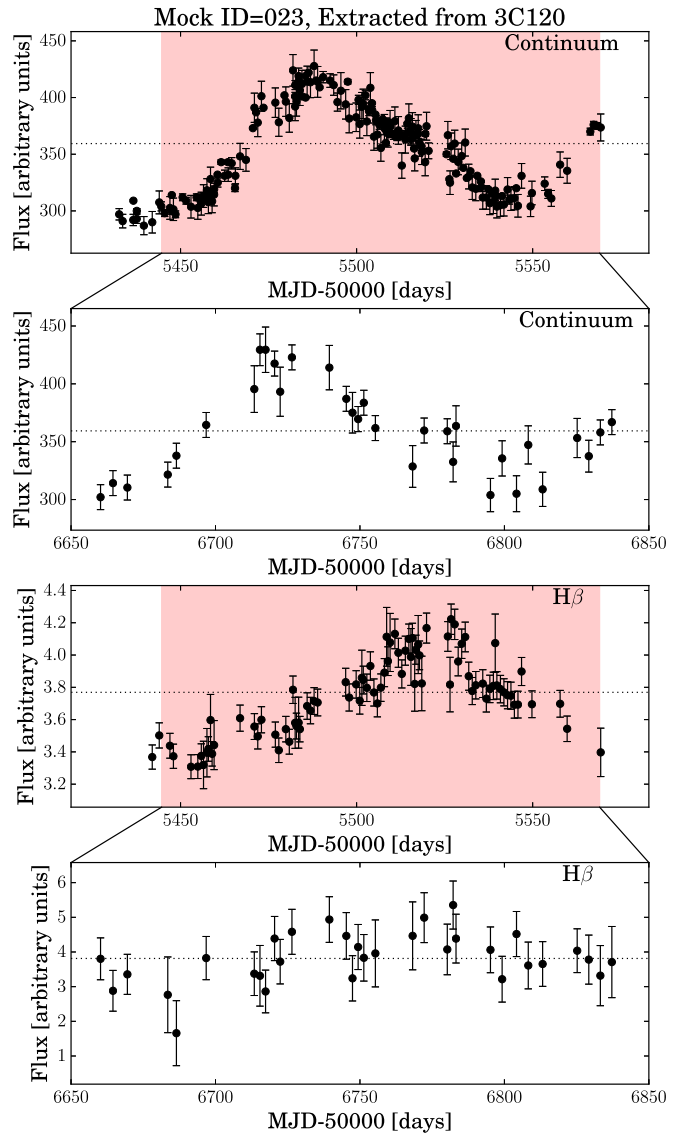 Mock ID=023, Extracted from 3C120
Continuum
Flux [arbitrary units]
450
400
350
300
5450
5500
5550
MJD-50000 [days]
Continuum
Flux [arbitrary units]
450
400
350
300
6650
6700
6750
6800
6850
MJD-50000 [days]
Hβ
Flux [arbitrary units]
4.4
4.2
4.0
3.8
3.6
3.4
3.2
5450
5500
5550
MJD-50000 [days]
Hβ
Flux [arbitrary units]
6
5
4
3
2
1
6650
6700
6750
6800
6850
MJD-50000 [days]